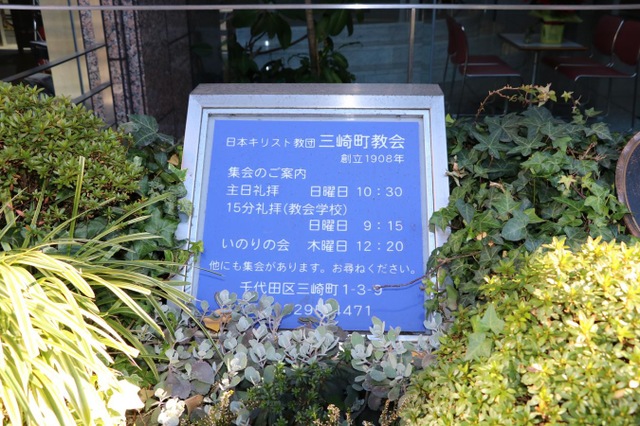 日本キリスト教団 三崎町教会
創立1908年
集会のご案内
主日礼拝 日曜日 10:30
15分礼拝(教会学校)
日曜日 9:15
いのりの会 木曜日 12:20
他にも集会があります。お尋ねください。
千代田区三崎町1-3-9
4471